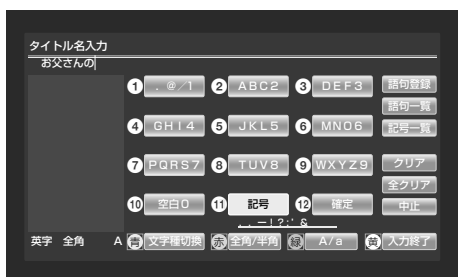 タイトル名入力
お父さんの
① . @／1 ② ABC2 ③ DEF3 語句登録
語句一覧
④ GHI4 ⑤ JKL5 ⑥ MNO6 記号一覧
⑦ PQRS7 ⑧ TUV8 ⑨ WXYZ9 クリア
全クリア
⑩ 空白0 ⑪ 記号 ⑫ 確定 中止
，．－！？：’＆
英字 全角 A 青 文字種切換 赤 全角/半角 緑 A/a 黄 入力終了